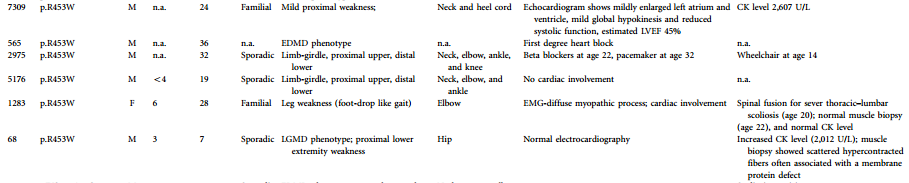 7309 p.R453W M n.a. 24 Familial Mild proximal weakness; Neck and heel cord Echocardiogram shows mildly enlarged left atrium and CK level 2,607 U/L
ventricle, mild global hypokinesis and reduced
systolic function, estimated LVEF 45%
565 p.R453W M n.a. 36 n.a. EDMD phenotype n.a. First degree heart block n.a.
2975 p.R453W M n.a. 32 Sporadic Limb-girdle, proximal upper, distal Neck, elbow, ankle, Beta blockers at age 22, pacemaker at age 32 Wheelchair at age 14
lower and knee
5176 p.R453W M <4 19 Sporadic Limb-girdle, proximal upper, distal Neck, elbow, and No cardiac involvement n.a.
lower ankle
1283 p.R453W F 6 28 Familial Leg weakness (foot-drop like gait) Elbow EMG-diffuse myopathic process; cardiac involvement Spinal fusion for sever thoracic–lumbar
scoliosis (age 20); normal muscle biopsy
(age 22), and normal CK level
68 p.R453W M 3 7 Sporadic LGMD phenotype; proximal lower Hip Normal electrocardiography Increased CK level (2,012 U/L); muscle
extremity weakness biopsy showed scattered hypercontracted
fibers often associated with a membrane
protein defect